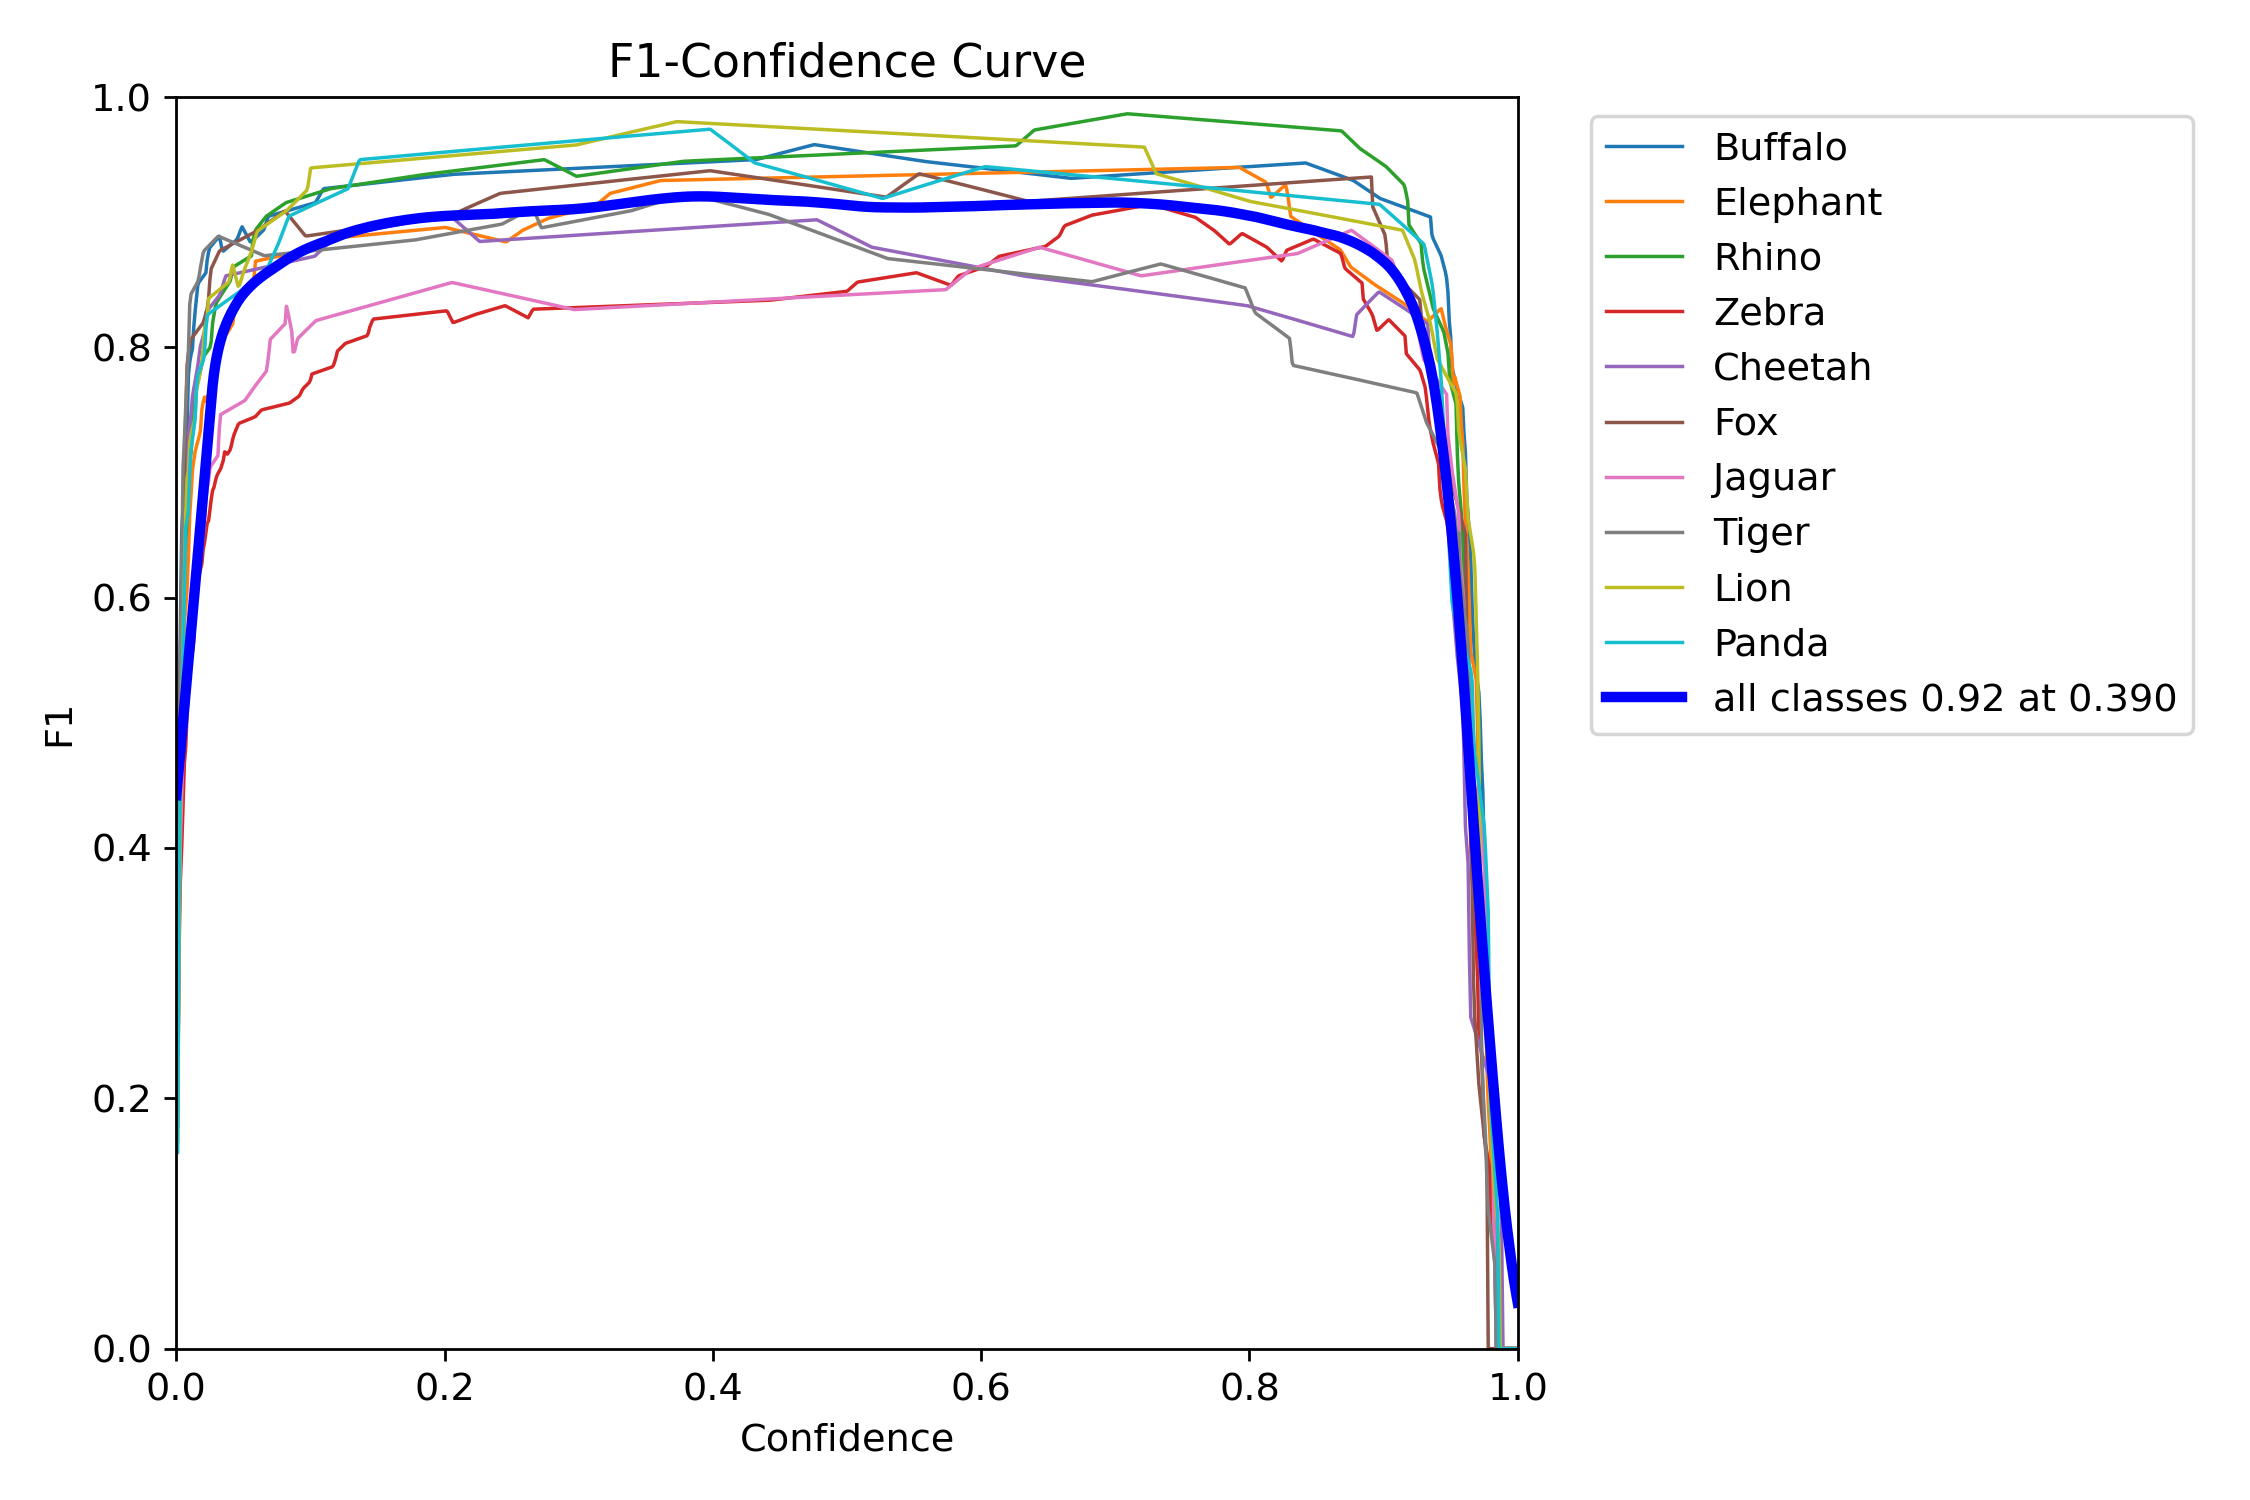 F1-Confidence Curve
1.0
0.8
0.6
0.4
0.2
0.0
F1
0.0 0.2 0.4 0.6 0.8 1.0
Confidence
Buffalo
Elephant
Rhino
Zebra
Cheetah
Fox
Jaguar
Tiger
Lion
Panda
all classes 0.92 at 0.390